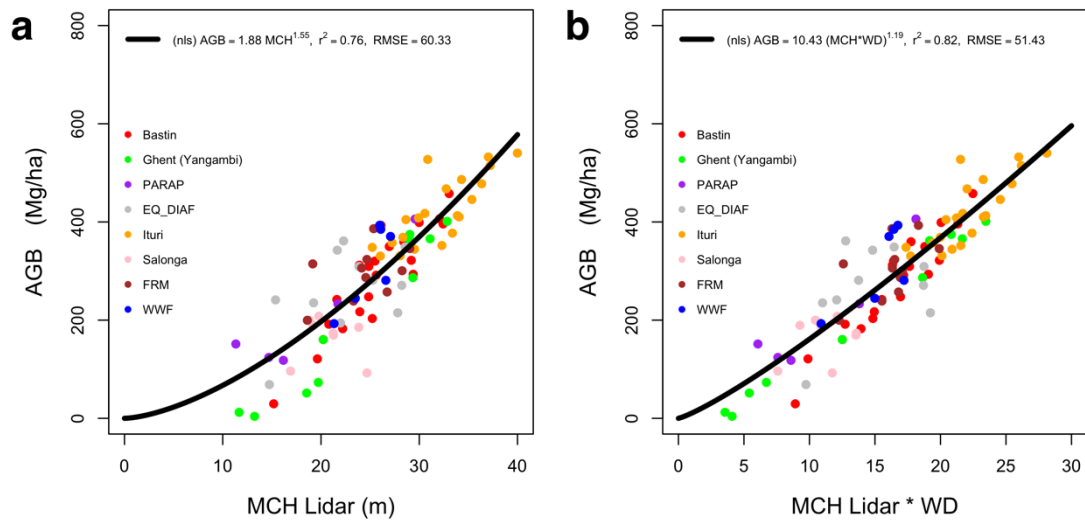 a
(nls) AGB = 1.88 MCH^1.55, r^2 = 0.76, RMSE = 60.33
Bastin
Ghent (Yangambi)
PARAP
EQ_DIAF
Ituri
Salonga
FRM
WWF
AGB (Mg/ha)
0 200 400 600 800
0 10 20 30 40
MCH Lidar (m)
b
(nls) AGB = 10.43 (MCH*WD)^1.19, r^2 = 0.82, RMSE = 51.43
Bastin
Ghent (Yangambi)
PARAP
EQ_DIAF
Ituri
Salonga
FRM
WWF
AGB (Mg/ha)
0 200 400 600 800
0 5 10 15 20 25 30
MCH Lidar * WD